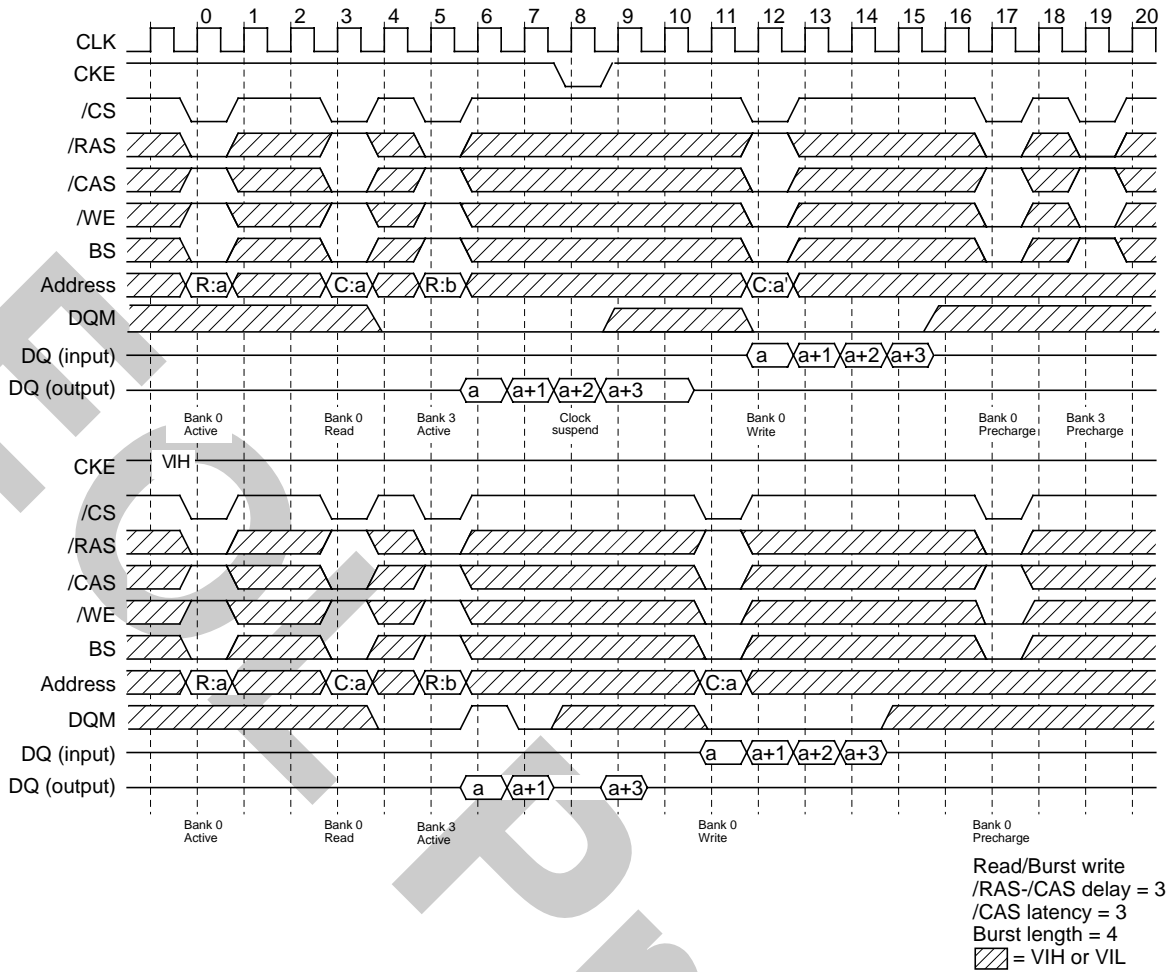 0 1 2 3 4 5 6 7 8 9 10 11 12 13 14 15 16 17 18 19 20
CLK
CKE
/CS
/RAS
/CAS
/WE
BS
Address R:a C:a R:b C:a'
DQM
DQ (input) a a+1 a+2 a+3
DQ (output) a a+1 a+2 a+3
Bank 0 Bank 0 Bank 3 Clock Bank 0 Bank 0 Bank 3
Active Read Active suspend Write Precharge Precharge
CKE VIH
/CS
/RAS
/CAS
/WE
BS
Address R:a C:a R:b C:a
DQM
DQ (input) a a+1 a+2 a+3
DQ (output) a a+1 a+3
Bank 0 Bank 0 Bank 3 Bank 0 Bank 0
Active Read Active Write Precharge
Read/Burst write
/RAS-/CAS delay = 3
/CAS latency = 3
Burst length = 4
= VIH or VIL